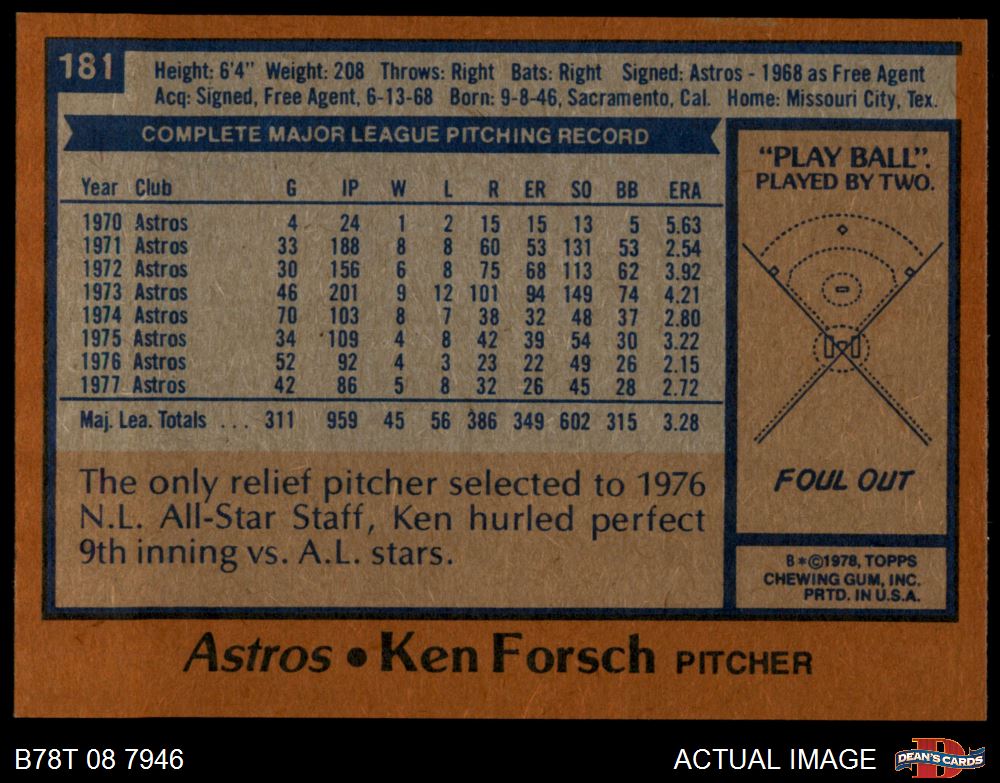 181
Height: 6'4" Weight: 208 Throws: Right Bats: Right Signed: Astros - 1968 as Free Agent
Acq: Signed, Free Agent, 6-13-68 Born: 9-8-46, Sacramento, Cal. Home: Missouri City, Tex.
COMPLETE MAJOR LEAGUE PITCHING RECORD
Year Club G IP W L R ER SO BB ERA
1970 Astros 4 24 1 2 15 15 13 5 5.63
1971 Astros 33 188 8 8 60 53 131 53 2.54
1972 Astros 30 156 6 8 75 68 113 62 3.92
1973 Astros 46 201 9 12 101 94 149 74 4.21
1974 Astros 70 103 8 7 38 32 48 37 2.80
1975 Astros 34 109 4 8 42 39 54 30 3.22
1976 Astros 52 92 4 3 23 22 49 26 2.15
1977 Astros 42 86 5 8 32 26 45 28 2.72
Maj. Lea. Totals ... 311 959 45 56 386 349 602 315 3.28
The only relief pitcher selected to 1976
N.L. All-Star Staff, Ken hurled perfect
9th inning vs. A.L. stars.
"PLAY BALL".
PLAYED BY TWO.
FOUL OUT
B*©1978, TOPPS
CHEWING GUM, INC.
PRTD. IN U.S.A.
Astros • Ken Forsch PITCHER
B78T 08 7946
ACTUAL IMAGE
D
DEAN'S CARDS